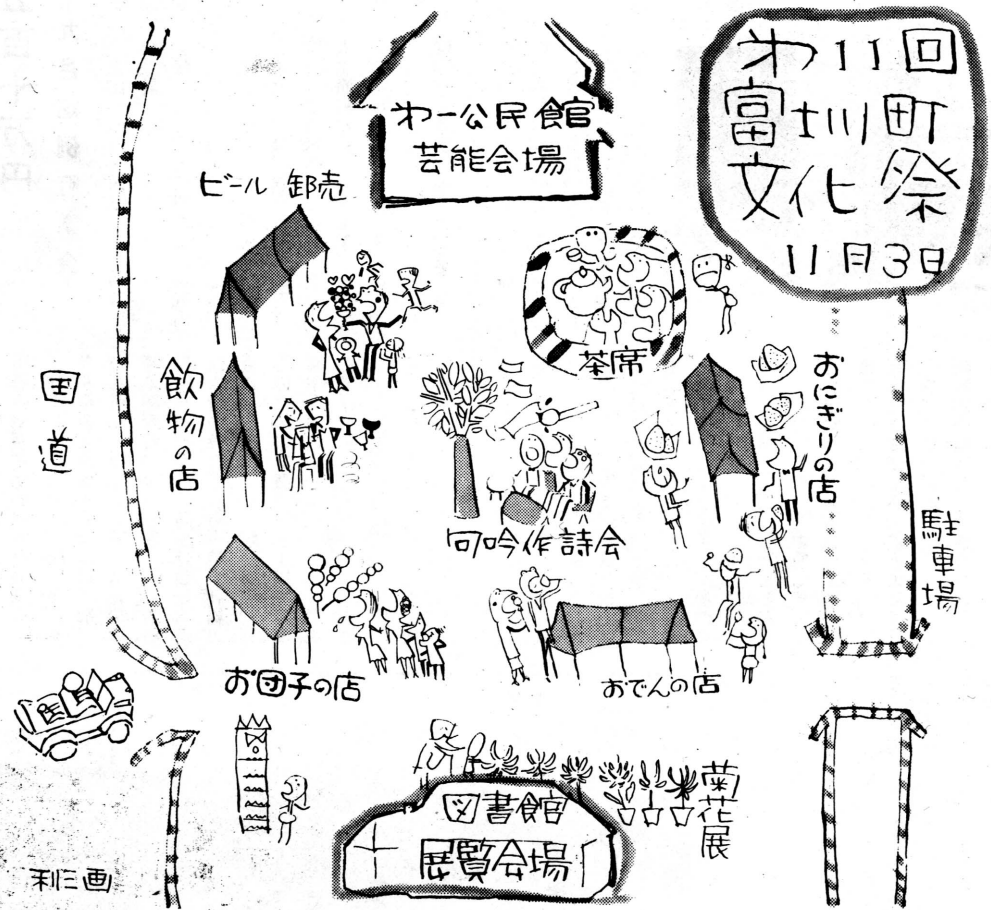 第11回
富士川町
文化祭
11月3日
第一公民館
芸能会場
ビール 卸売
茶席
国道
飲物の店
おにぎりの店
句吟作詩会
駐車場
お団子の店
おでんの店
菊花展
図書館
展覧会場
利三画